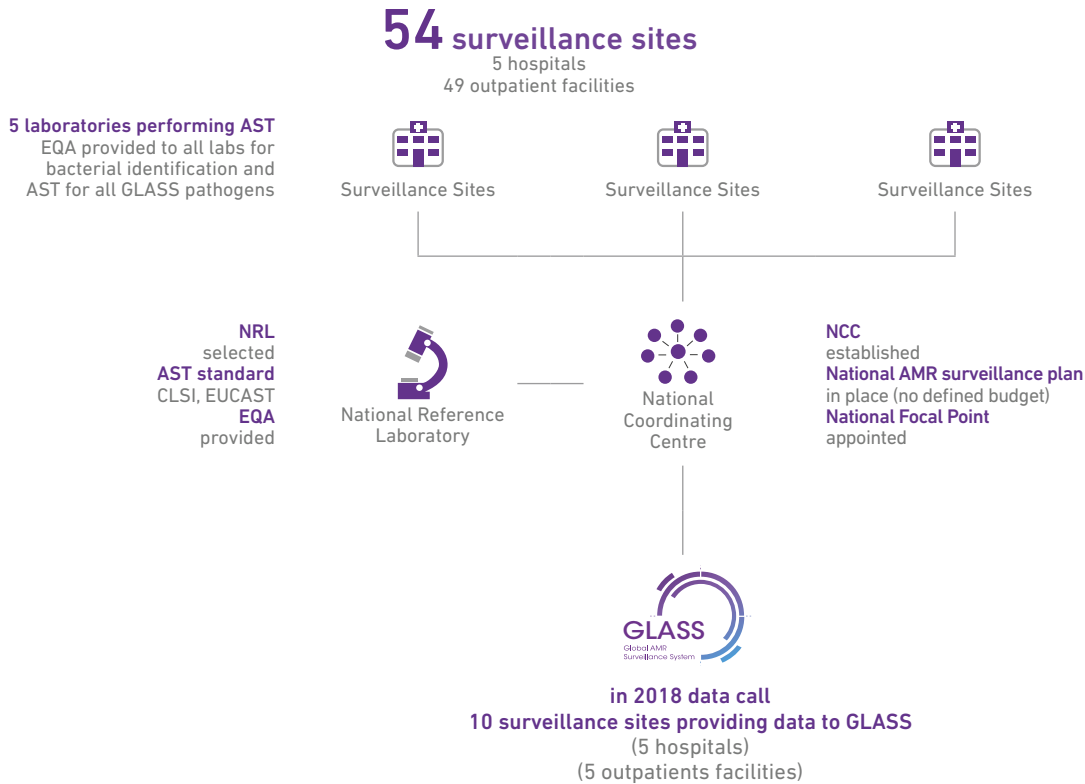 54 surveillance sites
5 hospitals
49 outpatient facilities
5 laboratories performing AST
EQA provided to all labs for
bacterial identification and
AST for all GLASS pathogens
Surveillance Sites
Surveillance Sites
Surveillance Sites
NRL
selected
AST standard
CLSI, EUCAST
EQA
provided
National Reference
Laboratory
National
Coordinating
Centre
NCC
established
National AMR surveillance plan
in place (no defined budget)
National Focal Point
appointed
GLASS
Global AMR
Surveillance System
in 2018 data call
10 surveillance sites providing data to GLASS
(5 hospitals)
(5 outpatients facilities)